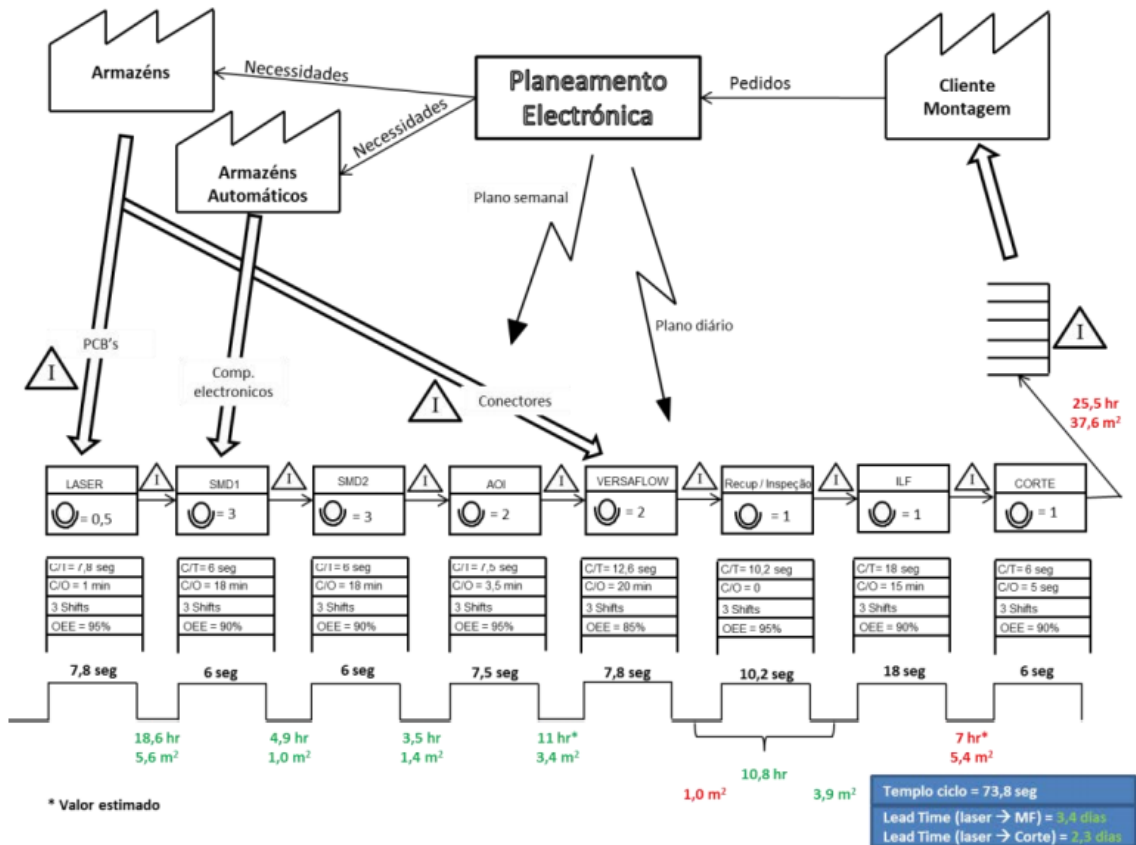 Armazéns
Necessidades
Planeamento
Electrónica
Pedidos
Cliente
Montagem
Necessidades
Armazéns
Automáticos
Plano semanal
Plano diário
PCB's
I
Comp.
electronicos
I
Conectores
I
25,5 hr
37,6 m²
LASER
= 0,5
I
SMD1
= 3
I
SMD2
= 3
I
AOI
= 2
I
VERSAFLOW
= 2
I
Recup / Inspeção
= 1
I
ILF
= 1
I
CORTE
= 1
C/T= 7,8 seg
C/O = 1 min
3 Shifts
OEE = 95%
C/T= 6 seg
C/O = 18 min
3 Shifts
OEE = 90%
C/T= 6 seg
C/O = 18 min
3 Shifts
OEE = 90%
C/T= 7,5 seg
C/O = 3,5 min
3 Shifts
OEE = 95%
C/T= 12,6 seg
C/O = 20 min
3 Shifts
OEE = 85%
C/T= 10,2 seg
C/O = 0
3 Shifts
OEE = 95%
C/T= 18 seg
C/O = 15 min
3 Shifts
OEE = 90%
C/T= 6 seg
C/O = 5 seg
3 Shifts
OEE = 90%
7,8 seg
6 seg
6 seg
7,5 seg
7,8 seg
10,2 seg
18 seg
6 seg
18,6 hr
5,6 m²
4,9 hr
1,0 m²
3,5 hr
1,4 m²
11 hr*
3,4 m²
10,8 hr
1,0 m²
3,9 m²
7 hr*
5,4 m²
* Valor estimado
Templo ciclo = 73,8 seg
Lead Time (laser → MF) = 3,4 dias
Lead Time (laser → Corte) = 2,3 dias